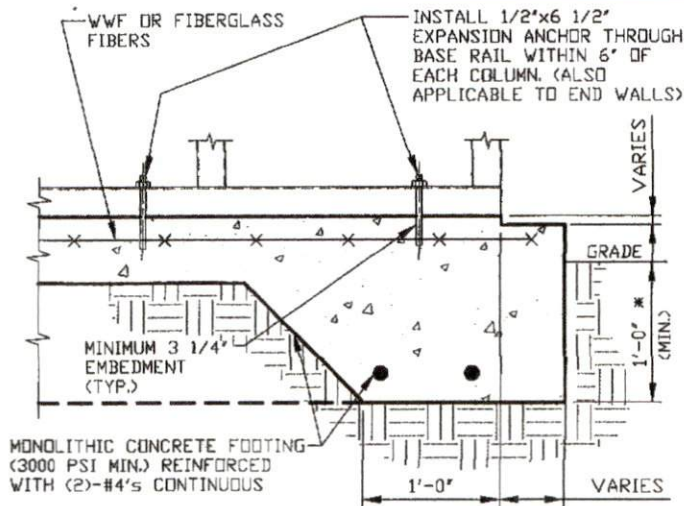 WWF OR FIBERGLASS
FIBERS
INSTALL 1/2"x6 1/2"
EXPANSION ANCHOR THROUGH
BASE RAIL WITHIN 6" OF
EACH COLUMN. (ALSO
APPLICABLE TO END WALLS)
VARIES
GRADE
1'-0" *
(MIN.)
MINIMUM 3 1/4"
EMBEDMENT
(TYP.)
MONOLITHIC CONCRETE FOOTING
(3000 PSI MIN.) REINFORCED
WITH (2)-#4's CONTINUOUS
1'-0"
VARIES